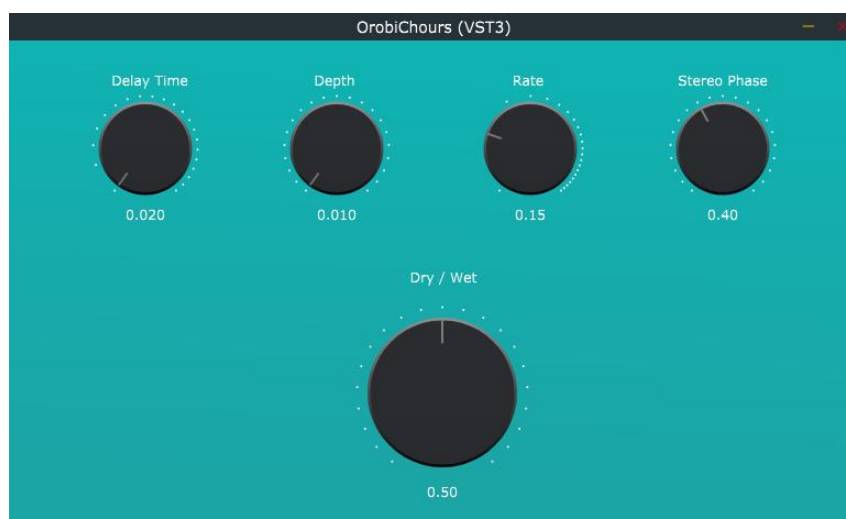 OrobiChours (VST3)
Delay Time Depth Rate Stereo Phase
0.020 0.010 0.15 0.40
Dry / Wet
0.50